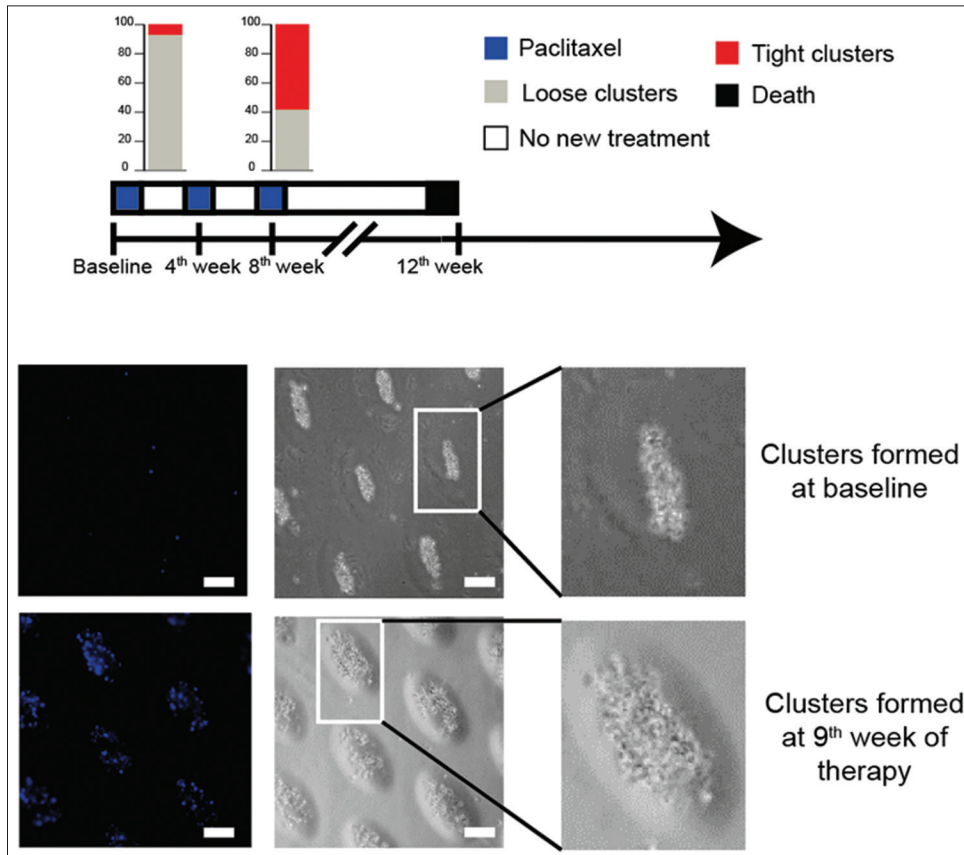 100
80
60
40
20
0
100
80
60
40
20
0
Paclitaxel
Tight clusters
Loose clusters
Death
No new treatment
Baseline
4th week
8th week
12th week
Clusters formed
at baseline
Clusters formed
at 9th week of
therapy